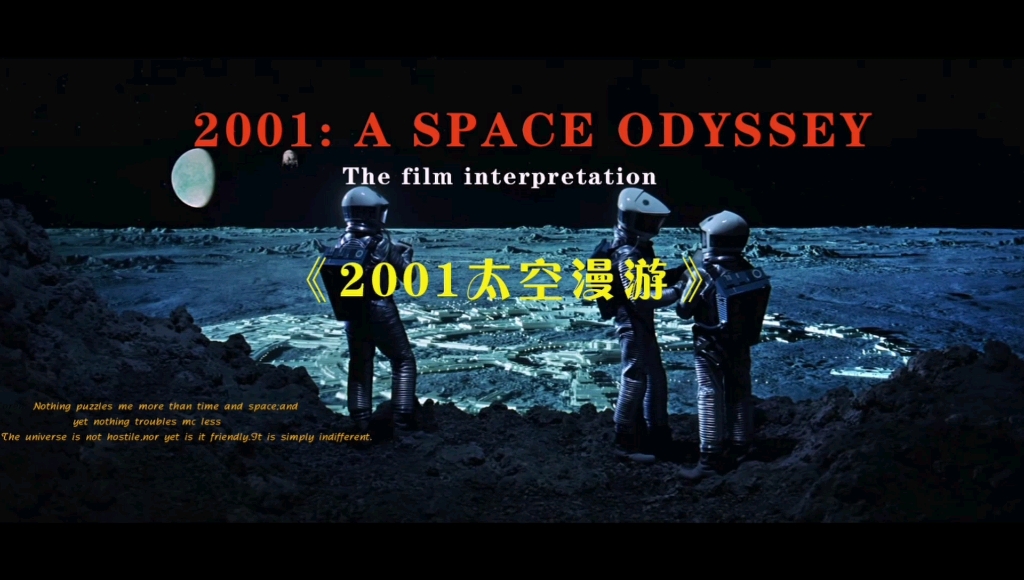 2001: A SPACE ODYSSEY
The film interpretation
《2001太空漫游》
Nothing puzzles me more than time and space;and
yet nothing troubles mc less
The universe is not hostile,nor yet is it friendly.It is simply indifferent.